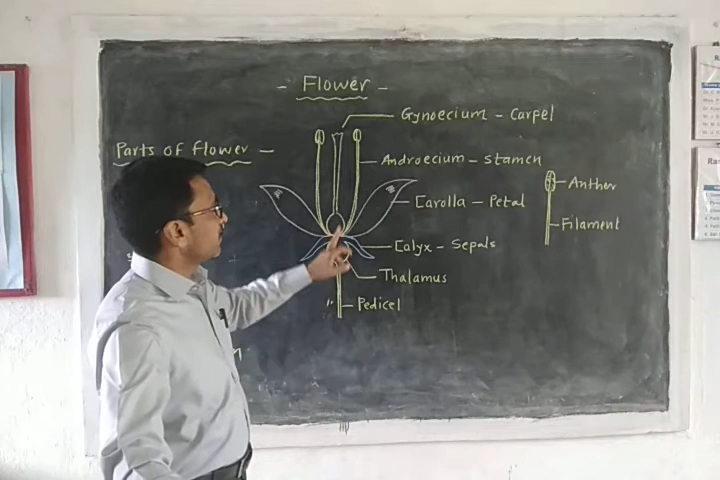 - Flower -
Gynoecium - Carpel
Parts of flower -
Androecium - stamen
Anther
Carolla - Petal
Filament
Calyx - Sepals
Thalamus
Pedicel